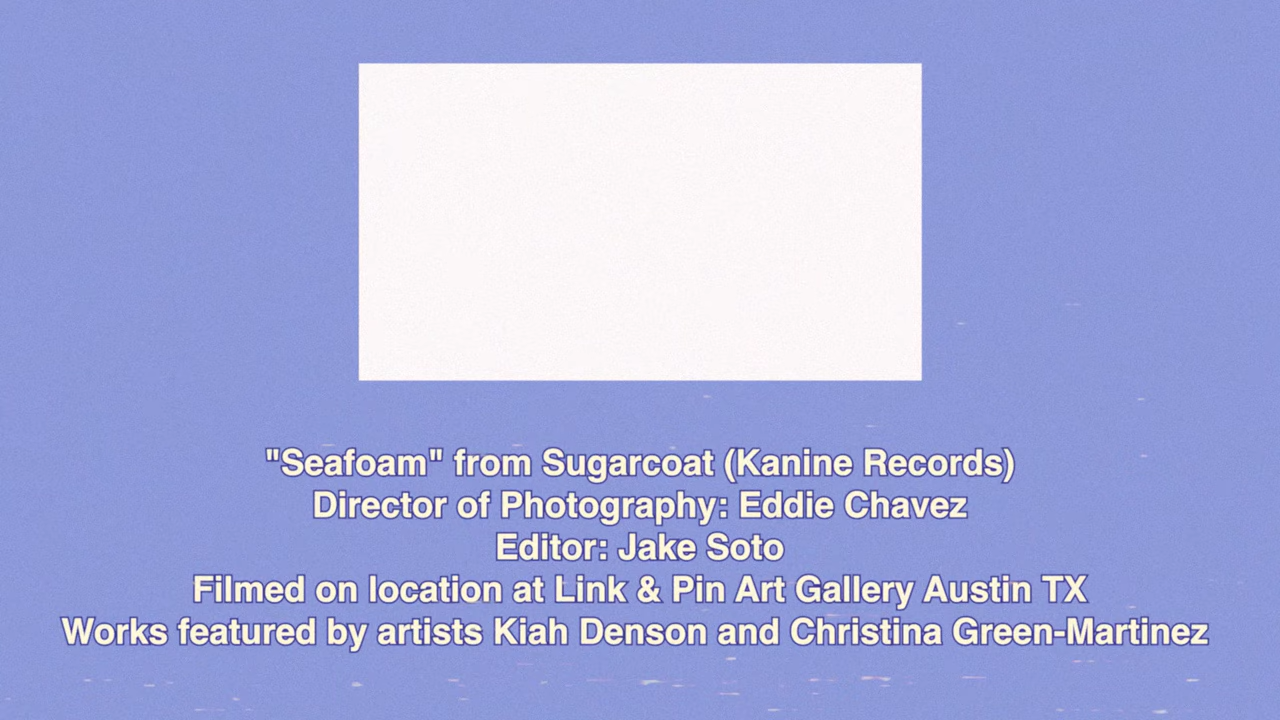 "Seafoam" from Sugarcoat (Kanine Records)
Director of Photography: Eddie Chavez
Editor: Jake Soto
Filmed on location at Link & Pin Art Gallery Austin TX
Works featured by artists Kiah Denson and Christina Green-Martinez